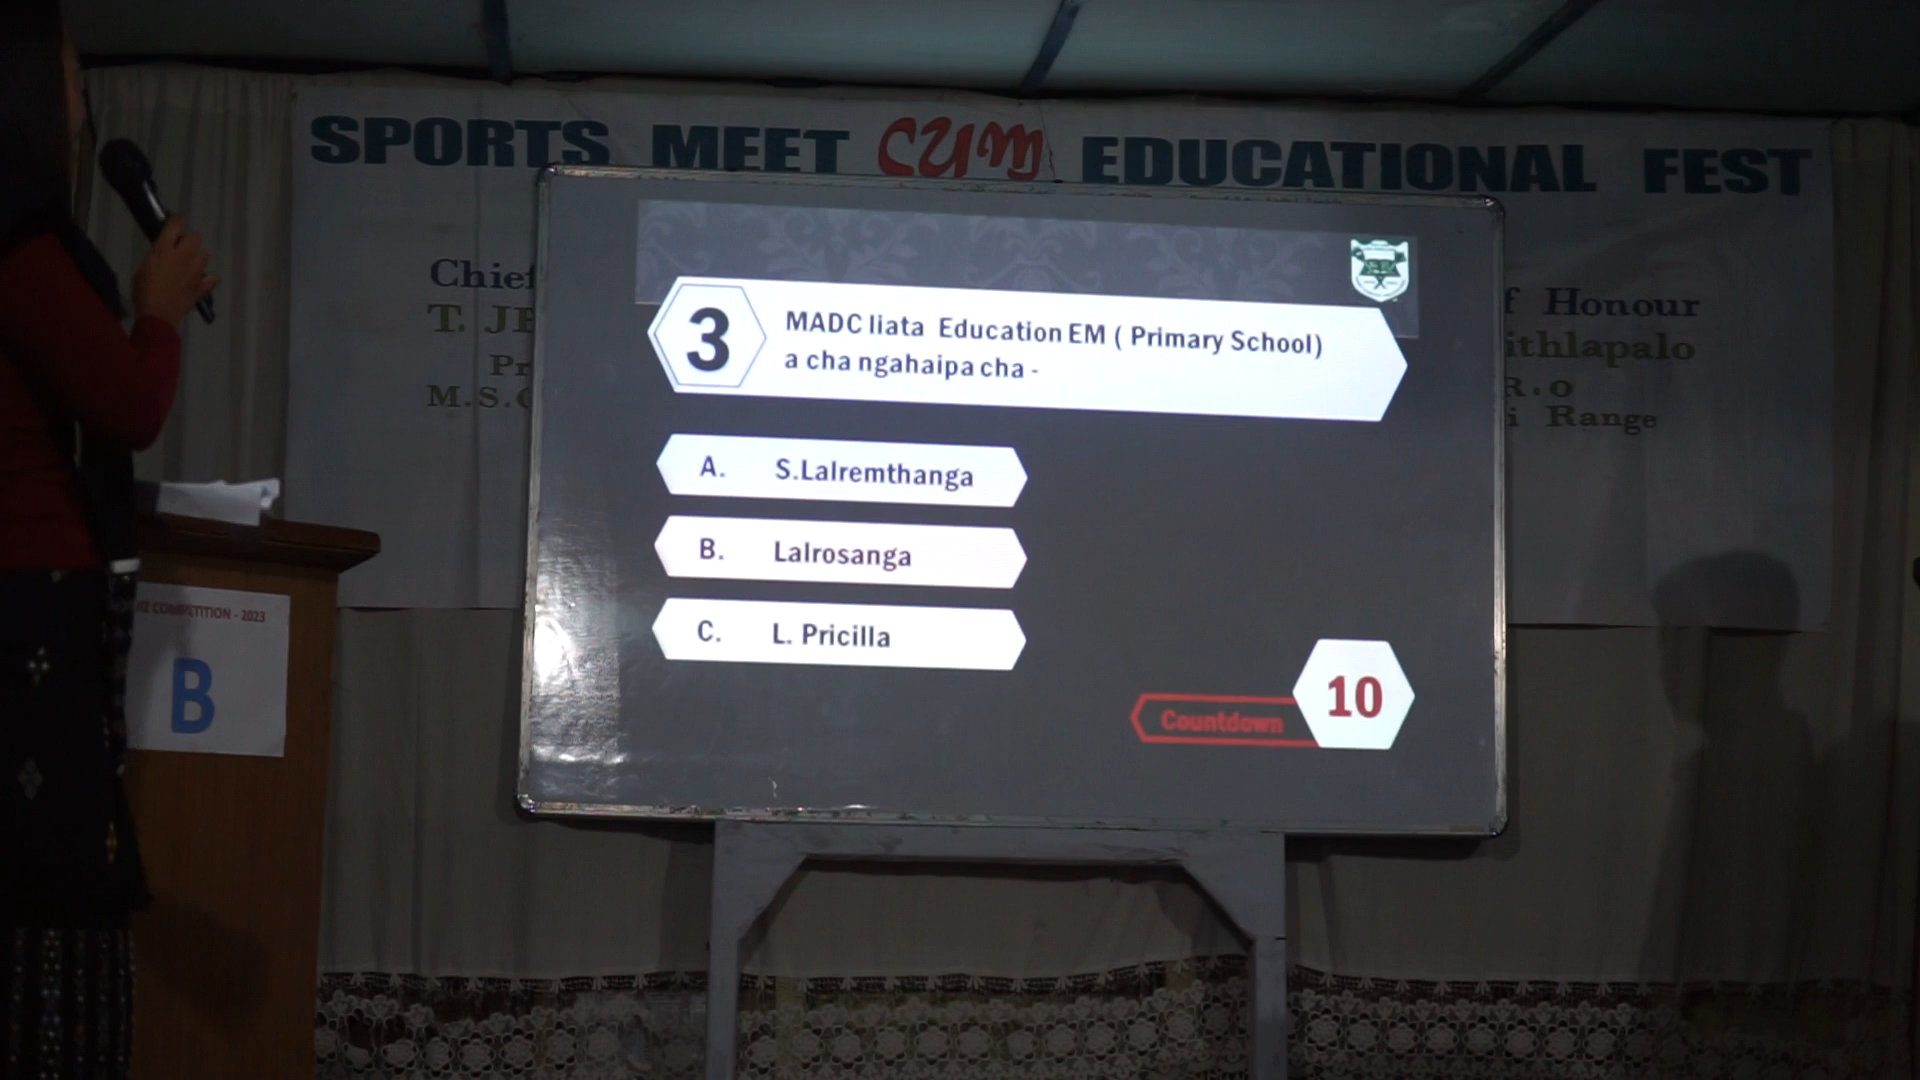 SPORTS MEET CUM EDUCATIONAL FEST
Chief
T. JE
Pr
M.S.C
f Honour
ithlapalo
R.O
i Range
3
MADC liata Education EM ( Primary School)
a cha ngahaipa cha -
A. S.Lalremthanga
B. Lalrosanga
C. L. Pricilla
Countdown 10
IZ COMPETITION - 2023
B